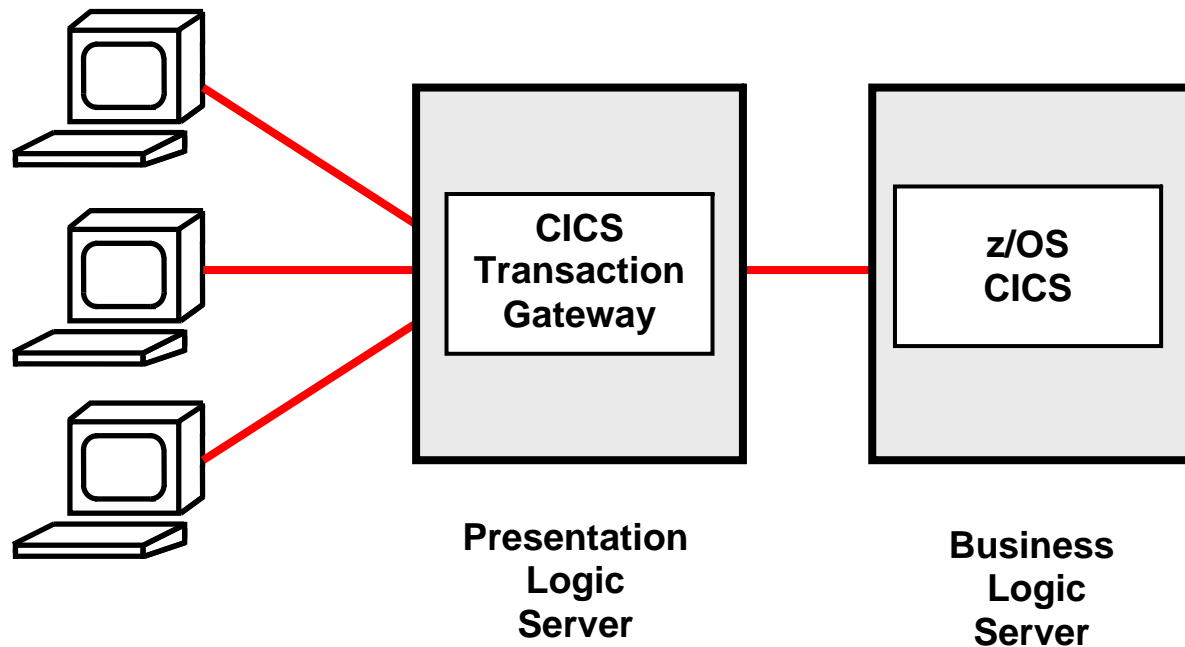 CICS
Transaction
Gateway
z/OS
CICS
Presentation
Logic
Server
Business
Logic
Server